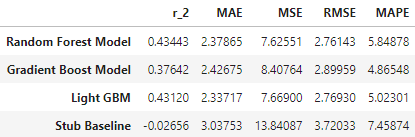 r_2 MAE MSE RMSE MAPE
Random Forest Model 0.43443 2.37865 7.62551 2.76143 5.84878
Gradient Boost Model 0.37642 2.42675 8.40764 2.89959 4.86548
Light GBM 0.43120 2.33717 7.66900 2.76930 5.02301
Stub Baseline -0.02656 3.03753 13.84087 3.72033 7.45874